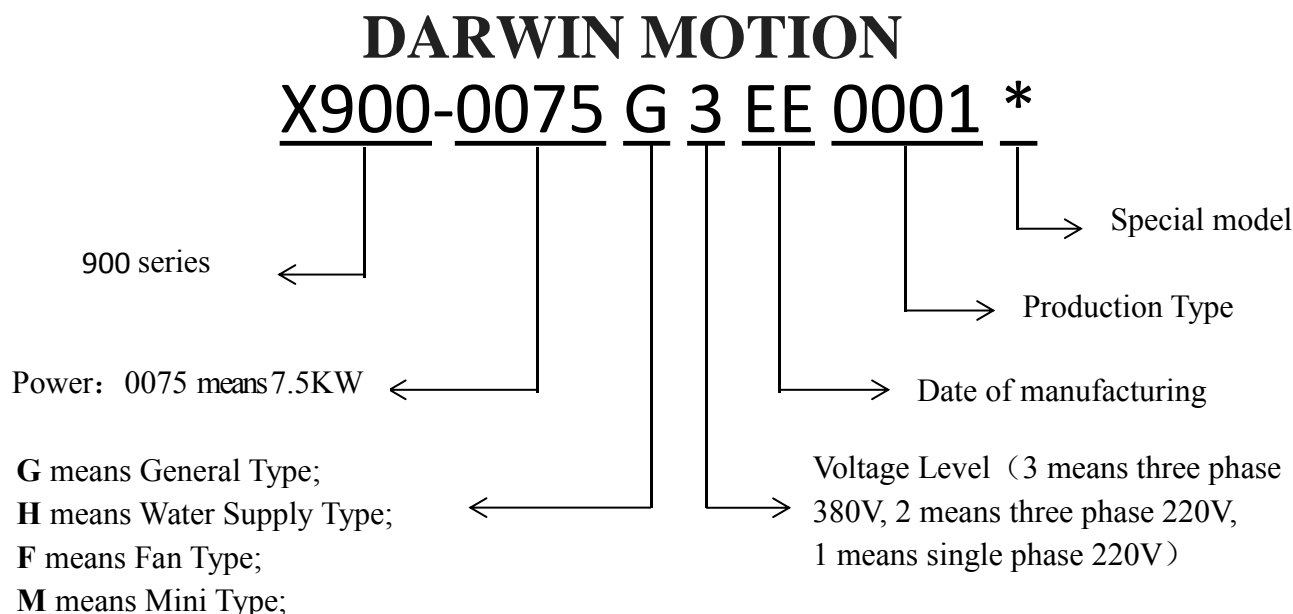 DARWIN MOTION
X900-0075 G 3 EE 0001 *
Special model
900 series
Production Type
Power：0075 means7.5KW
Date of manufacturing
G means General Type;
H means Water Supply Type;
F means Fan Type;
M means Mini Type;
Voltage Level（3 means three phase
380V, 2 means three phase 220V,
1 means single phase 220V）